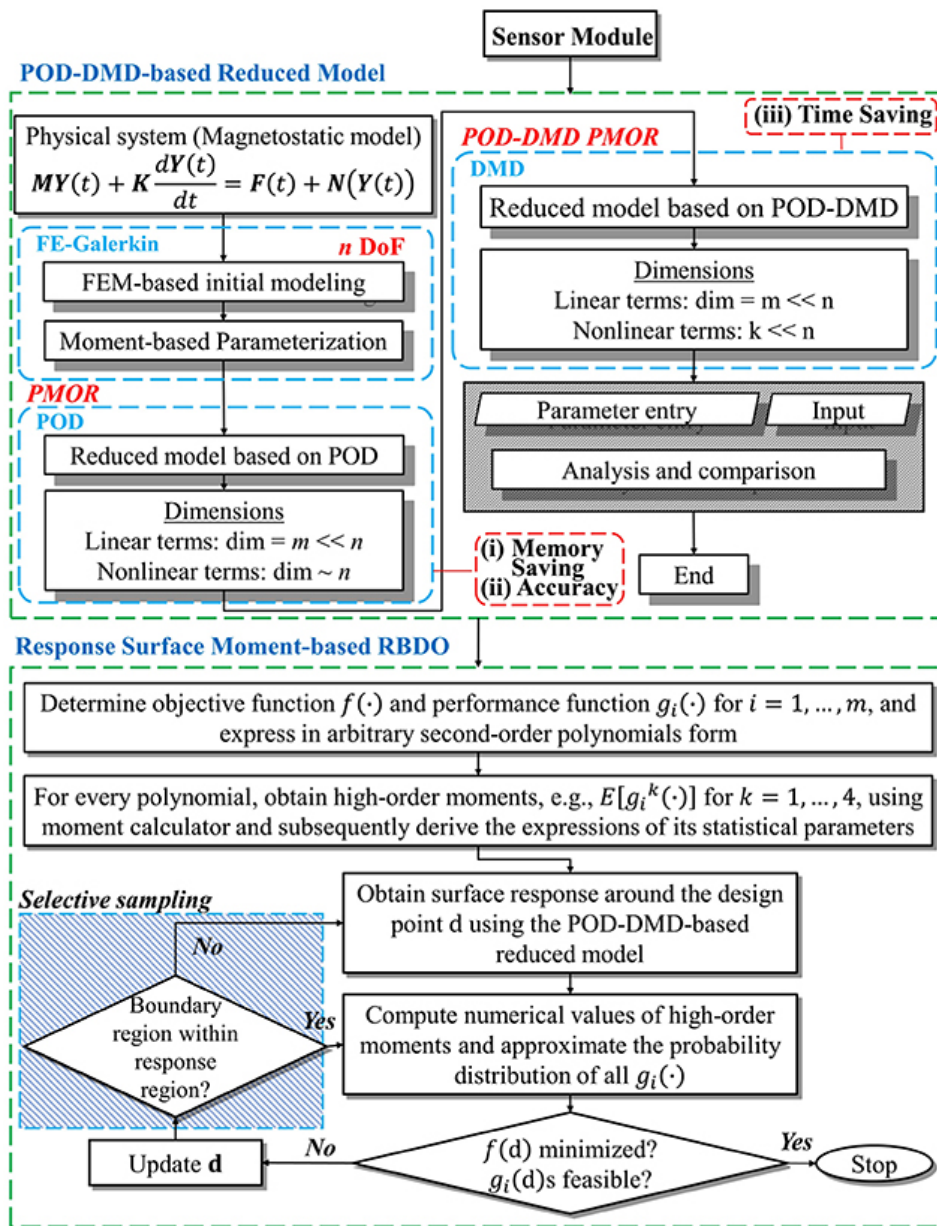 Sensor Module
POD-DMD-based Reduced Model
Physical system (Magnetostatic model)
MY(t) + K dY(t)/dt = F(t) + N(Y(t))
FE-Galerkin
n DoF
FEM-based initial modeling
Moment-based Parameterization
PMOR
POD
Reduced model based on POD
Dimensions
Linear terms: dim = m << n
Nonlinear terms: dim ~ n
(i) Memory
Saving
(ii) Accuracy
(iii) Time Saving
POD-DMD PMOR
DMD
Reduced model based on POD-DMD
Dimensions
Linear terms: dim = m << n
Nonlinear terms: k << n
Parameter entry
Input
Analysis and comparison
End
Response Surface Moment-based RBDO
Determine objective function f(·) and performance function gᵢ(·) for i = 1, ..., m, and
express in arbitrary second-order polynomials form
For every polynomial, obtain high-order moments, e.g., E[gᵢᵏ(·)] for k = 1, ..., 4, using
moment calculator and subsequently derive the expressions of its statistical parameters
Selective sampling
Obtain surface response around the design
point d using the POD-DMD-based
reduced model
No
Boundary
region within
response
region?
Yes
Compute numerical values of high-order
moments and approximate the probability
distribution of all gᵢ(·)
f(d) minimized?
gᵢ(d)s feasible?
No
Update d
Yes
Stop